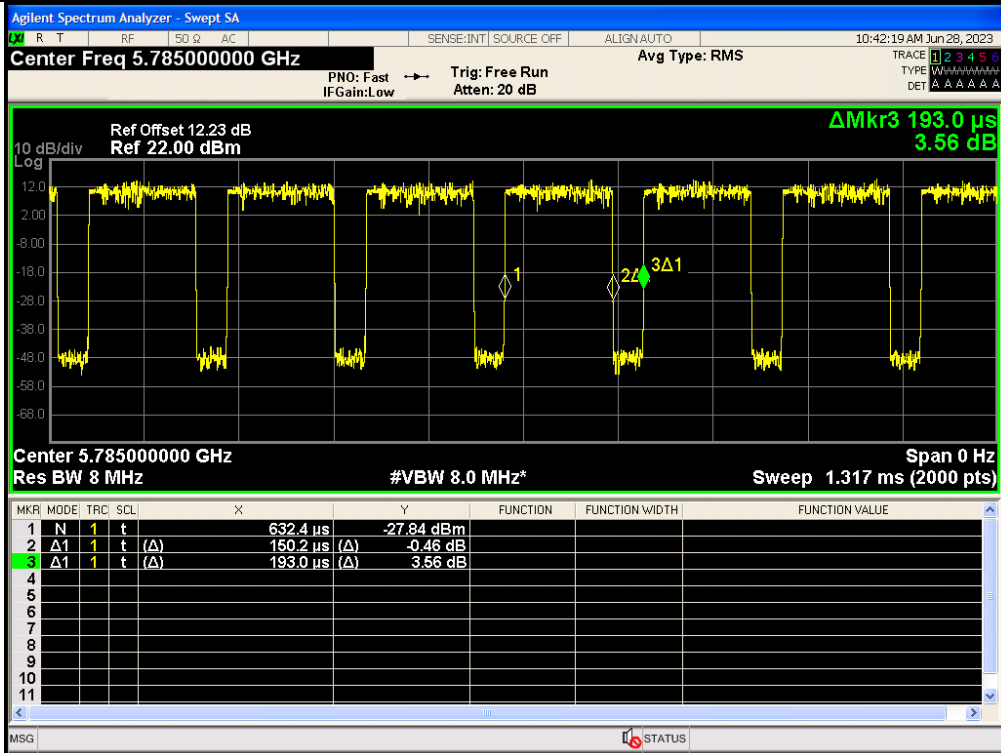 Agilent Spectrum Analyzer - Swept SA
LXI R T RF 50 Ω AC SENSE:INT SOURCE OFF ALIGN AUTO 10:42:19 AM Jun 28, 2023
Center Freq 5.785000000 GHz Avg Type: RMS TRACE 1 2 3 4 5 6
PNO: Fast Trig: Free Run TYPE W W W W W W
IFGain:Low Atten: 20 dB DET A A A A A A
ΔMkr3 193.0 µs
3.56 dB
Ref Offset 12.23 dB
10 dB/div Ref 22.00 dBm
Log
12.0
2.00
-8.00
-18.0
-28.0
-38.0
-48.0
-58.0
-68.0
1
2Δ
3Δ1
Center 5.785000000 GHz Span 0 Hz
Res BW 8 MHz #VBW 8.0 MHz* Sweep 1.317 ms (2000 pts)
MKR MODE TRC SCL X Y FUNCTION FUNCTION WIDTH FUNCTION VALUE
1 N 1 t 632.4 µs -27.84 dBm
2 Δ1 1 t (Δ) 150.2 µs (Δ) -0.46 dB
3 Δ1 1 t (Δ) 193.0 µs (Δ) 3.56 dB
4
5
6
7
8
9
10
11
MSG STATUS